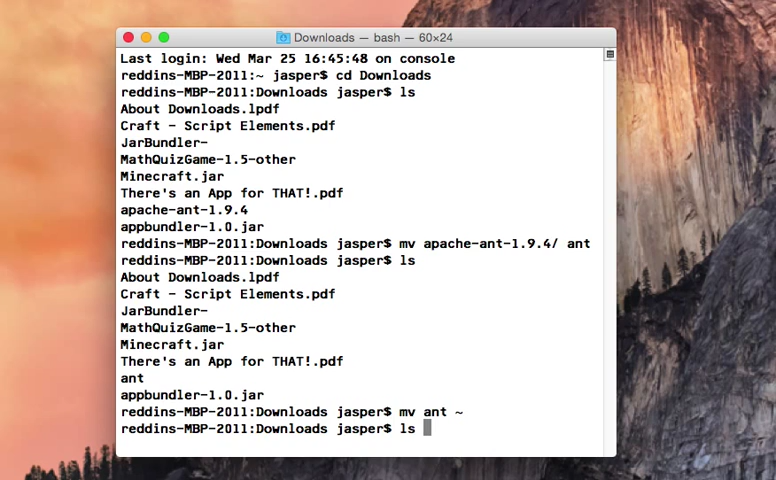 Downloads — bash — 60×24
Last login: Wed Mar 25 16:45:48 on console
reddins-MBP-2011:~ jasper$ cd Downloads
reddins-MBP-2011:Downloads jasper$ ls
About Downloads.lpdf
Craft - Script Elements.pdf
JarBundler-
MathQuizGame-1.5-other
Minecraft.jar
There's an App for THAT!.pdf
apache-ant-1.9.4
appbundler-1.0.jar
reddins-MBP-2011:Downloads jasper$ mv apache-ant-1.9.4/ ant
reddins-MBP-2011:Downloads jasper$ ls
About Downloads.lpdf
Craft - Script Elements.pdf
JarBundler-
MathQuizGame-1.5-other
Minecraft.jar
There's an App for THAT!.pdf
ant
appbundler-1.0.jar
reddins-MBP-2011:Downloads jasper$ mv ant ~
reddins-MBP-2011:Downloads jasper$ ls